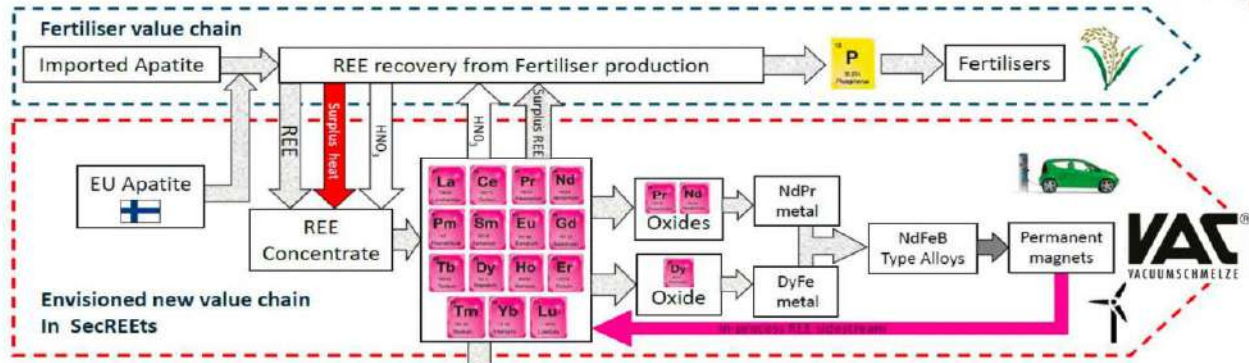 Fertiliser value chain
Imported Apatite
REE recovery from Fertiliser production
P
Phosphorus
Fertilisers
REE
Surplus heat
HNO₃
HNO₃
Surplus REE
EU Apatite
REE
Concentrate
La
Ce
Pr
Nd
Pm
Sm
Eu
Gd
Tb
Dy
Ho
Er
Tm
Yb
Lu
Pr
Nd
Oxides
Dy
Oxide
NdPr
metal
DyFe
metal
NdFeB
Type Alloys
Permanent
magnets
VAC®
VACUUMSCHMELZE
In-process REE sidestream
Envisioned new value chain
In SecREEts